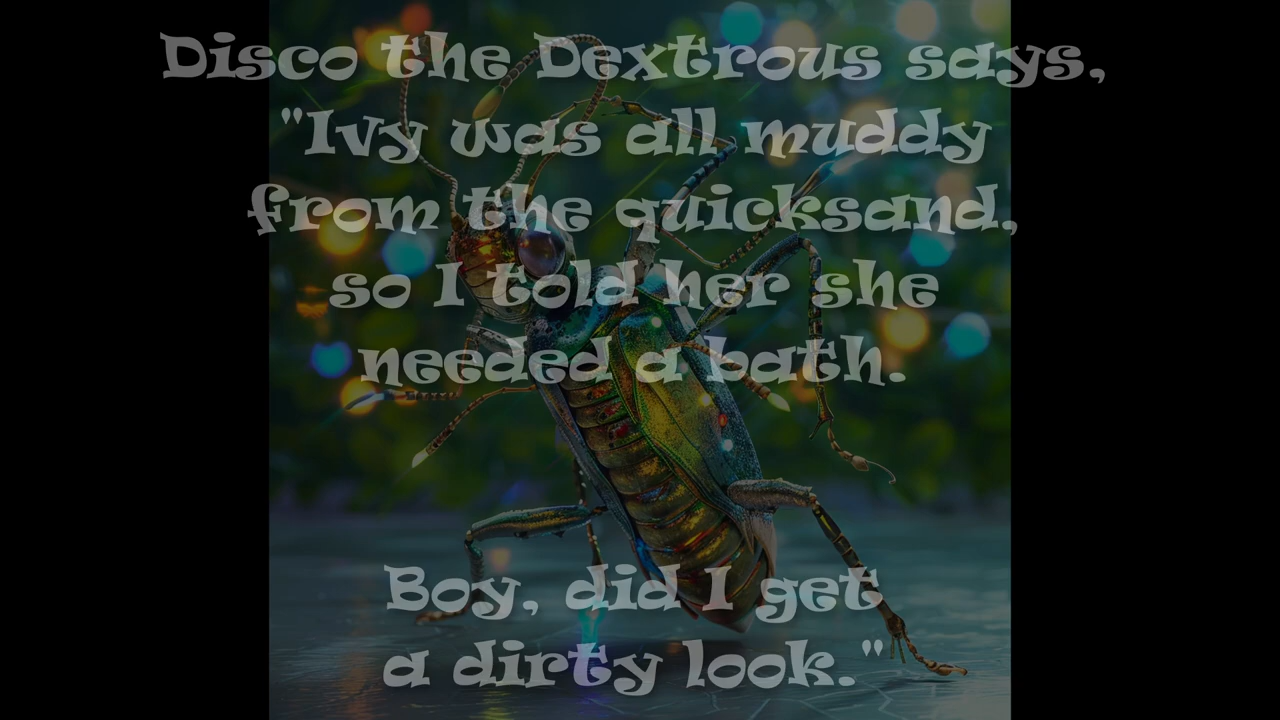 Disco the Dextrous says,
"Ivy was all muddy
from the quicksand,
so I told her she
needed a bath.
Boy, did I get
a dirty look."